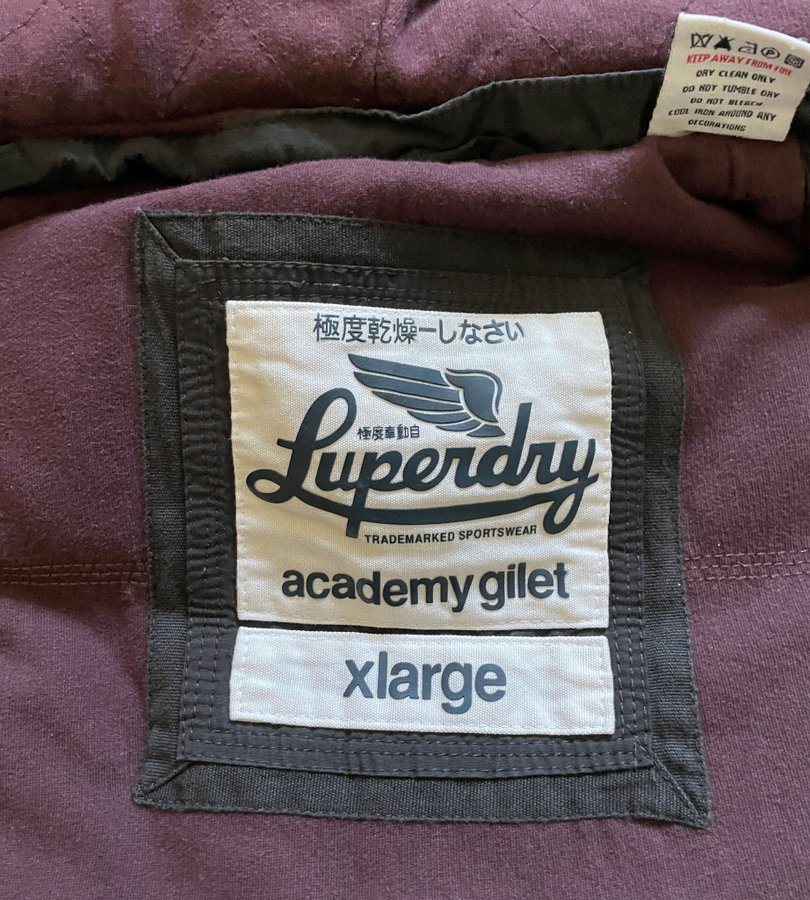 KEEP AWAY FROM FIRE
DRY CLEAN ONLY
DO NOT TUMBLE DRY
DO NOT BLEACH
COOL IRON AROUND ANY
DECORATIONS
極度乾燥ーしなさい
極度車動自
Superdry
TRADEMARKED SPORTSWEAR
academy gilet
xlarge